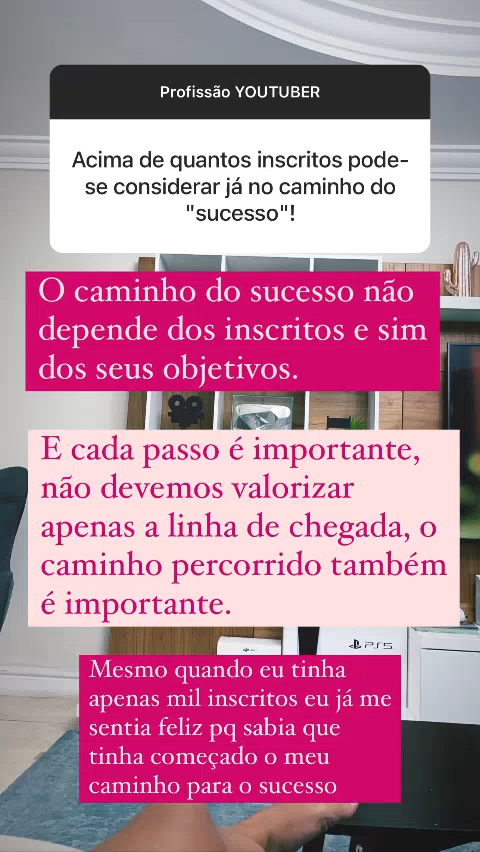 Profissão YOUTUBER
Acima de quantos inscritos pode-
se considerar já no caminho do
"sucesso"!
O caminho do sucesso não
depende dos inscritos e sim
dos seus objetivos.
E cada passo é importante,
não devemos valorizar
apenas a linha de chegada, o
caminho percorrido também
é importante.
PS5
Mesmo quando eu tinha
apenas mil inscritos eu já me
sentia feliz pq sabia que
tinha começado o meu
caminho para o sucesso